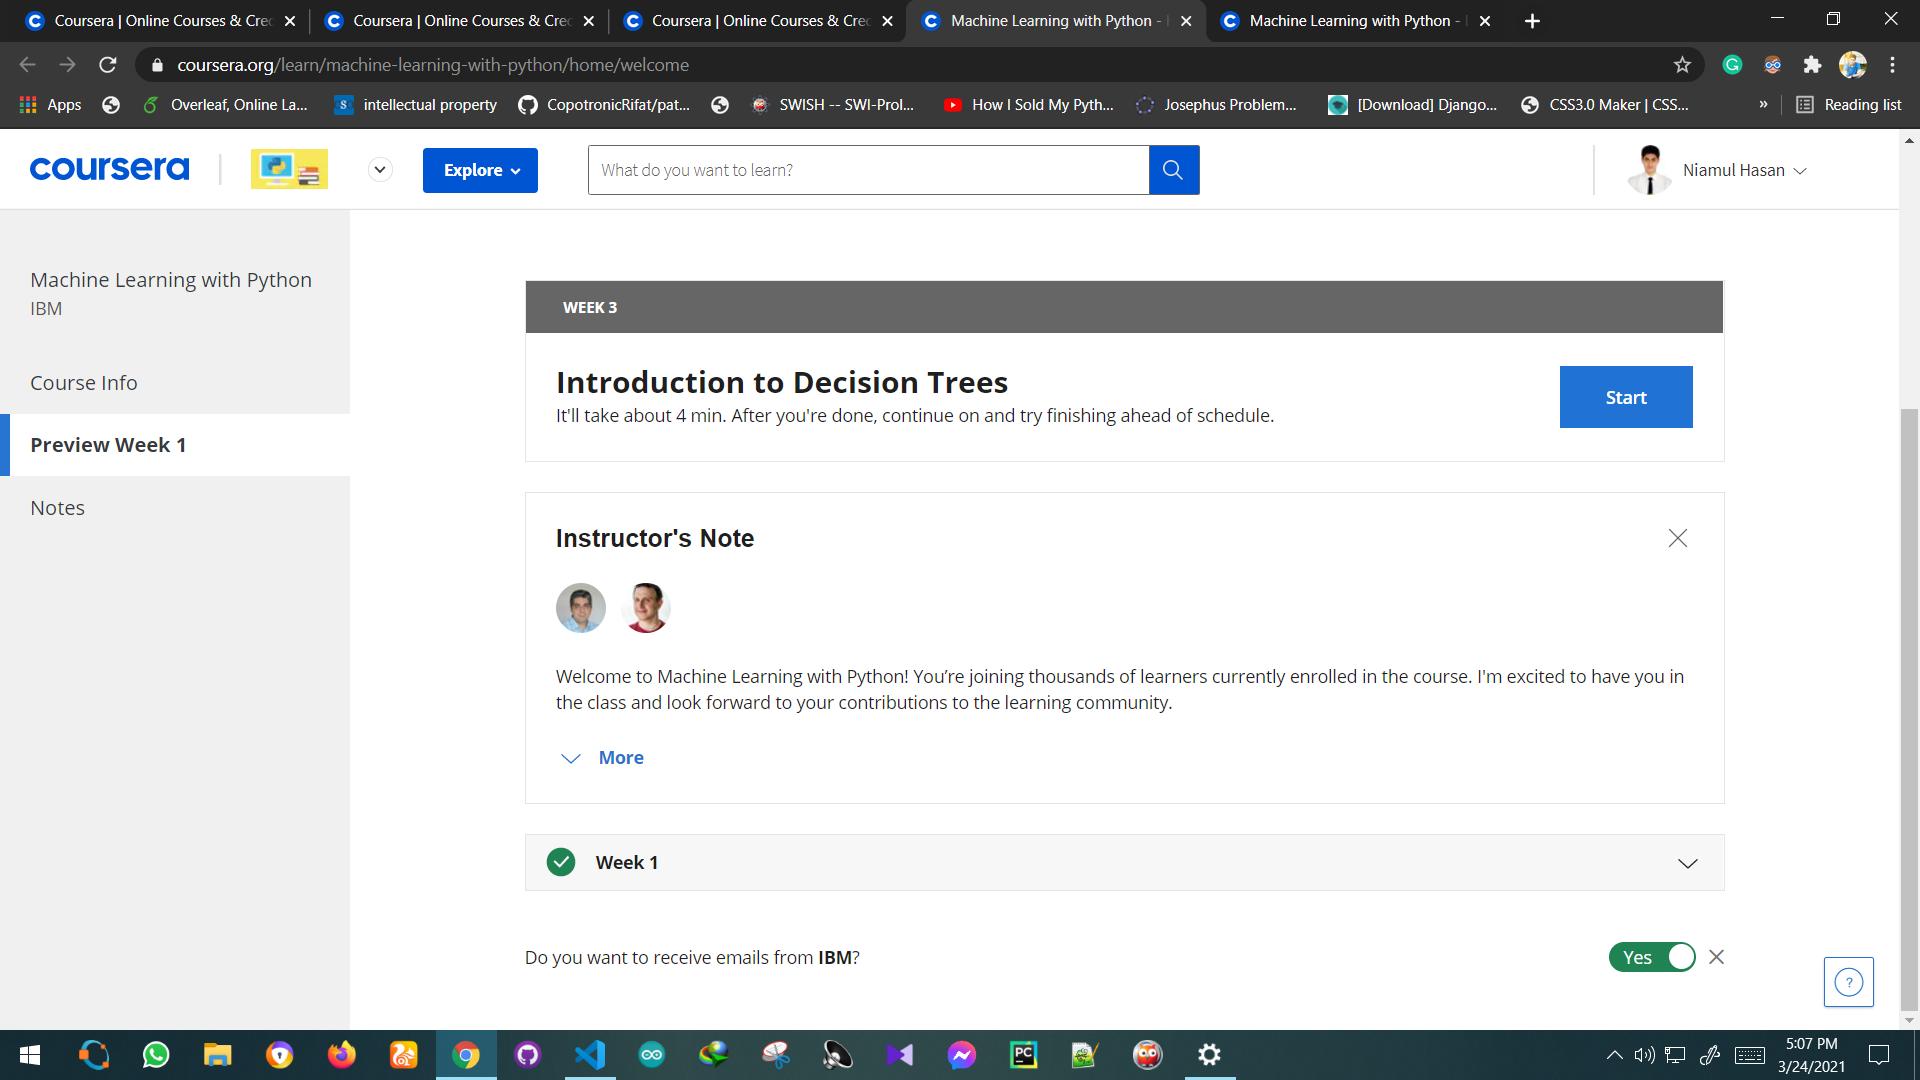 Coursera | Online Courses & Cre
Coursera | Online Courses & Cre
Coursera | Online Courses & Cre
Machine Learning with Python -
Machine Learning with Python -
coursera.org/learn/machine-learning-with-python/home/welcome
Apps
Overleaf, Online La...
intellectual property
CopotronicRifat/pat...
SWISH -- SWI-Prol...
How I Sold My Pyth...
Josephus Problem...
[Download] Django...
CSS3.0 Maker | CSS...
»
Reading list
coursera
Explore
What do you want to learn?
Niamul Hasan
Machine Learning with Python
IBM
Course Info
Preview Week 1
Notes
WEEK 3
Introduction to Decision Trees
It'll take about 4 min. After you're done, continue on and try finishing ahead of schedule.
Start
Instructor's Note
Welcome to Machine Learning with Python! You’re joining thousands of learners currently enrolled in the course. I'm excited to have you in
the class and look forward to your contributions to the learning community.
More
Week 1
Do you want to receive emails from IBM?
Yes
?
PC
5:07 PM
3/24/2021